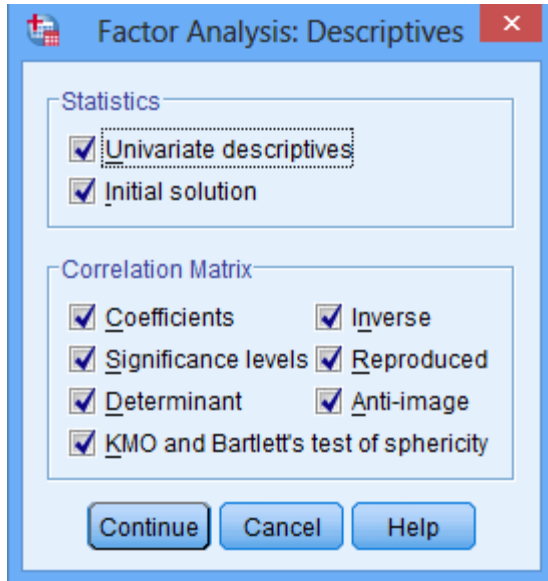 Factor Analysis: Descriptives
Statistics
Univariate descriptives
Initial solution
Correlation Matrix
Coefficients Inverse
Significance levels Reproduced
Determinant Anti-image
KMO and Bartlett's test of sphericity
Continue Cancel Help